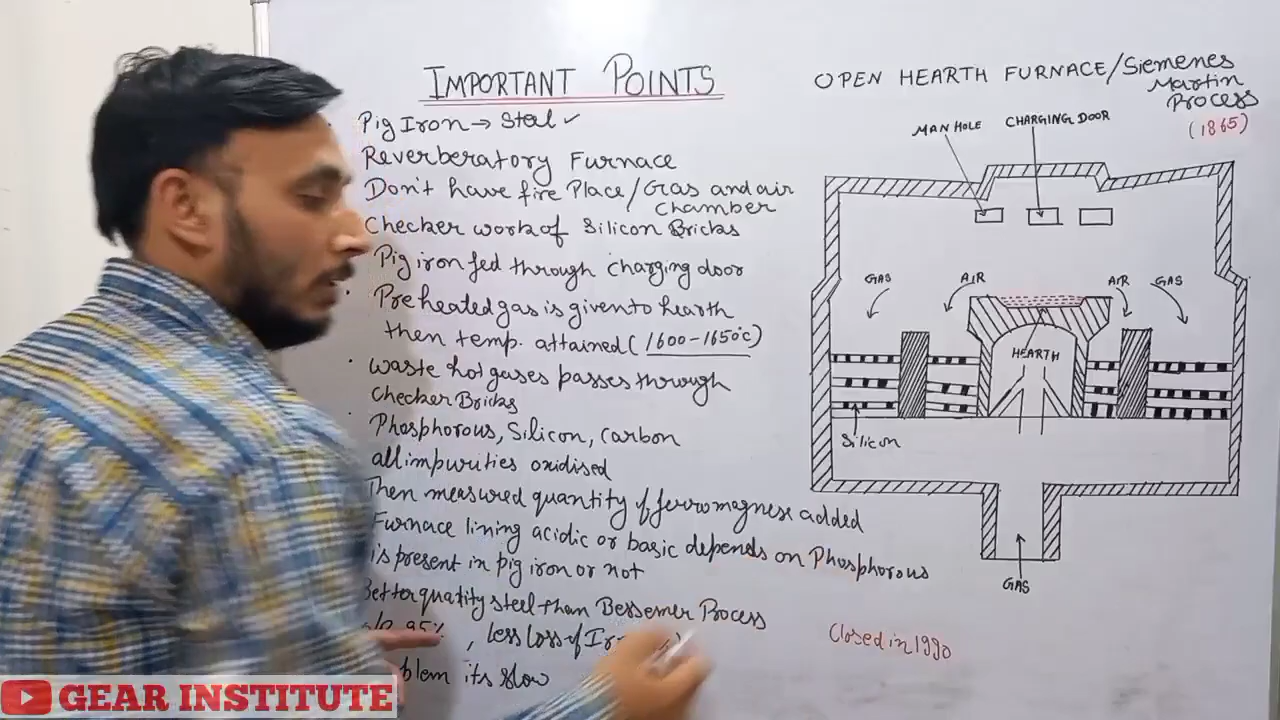 IMPORTANT POINTS
Pig Iron → Steel ✓
Reverberatory Furnace
Don't have fire Place/Gas and air
Chamber
Checker work of Silicon Bricks
Pig iron fed through charging door
Preheated gas is given to hearth
then temp. attained (1600-1650°C)
waste hot gases passes through
Checker Bricks
Phosphorous, Silicon, Carbon
all impurities oxidised
Then measured quantity of ferromagnese added
Furnace lining acidic or basic depends on Phosphorous
is present in pig iron or not
Better quality steel than Bessemer Process
95% , less loss of
its slow
OPEN HEARTH FURNACE/Siemenes
Martin
Process
(1865)
MAN HOLE
CHARGING DOOR
GAS
AIR
AIR
GAS
HEARTH
Silicon
GAS
Closed in 1990
GEAR INSTITUTE